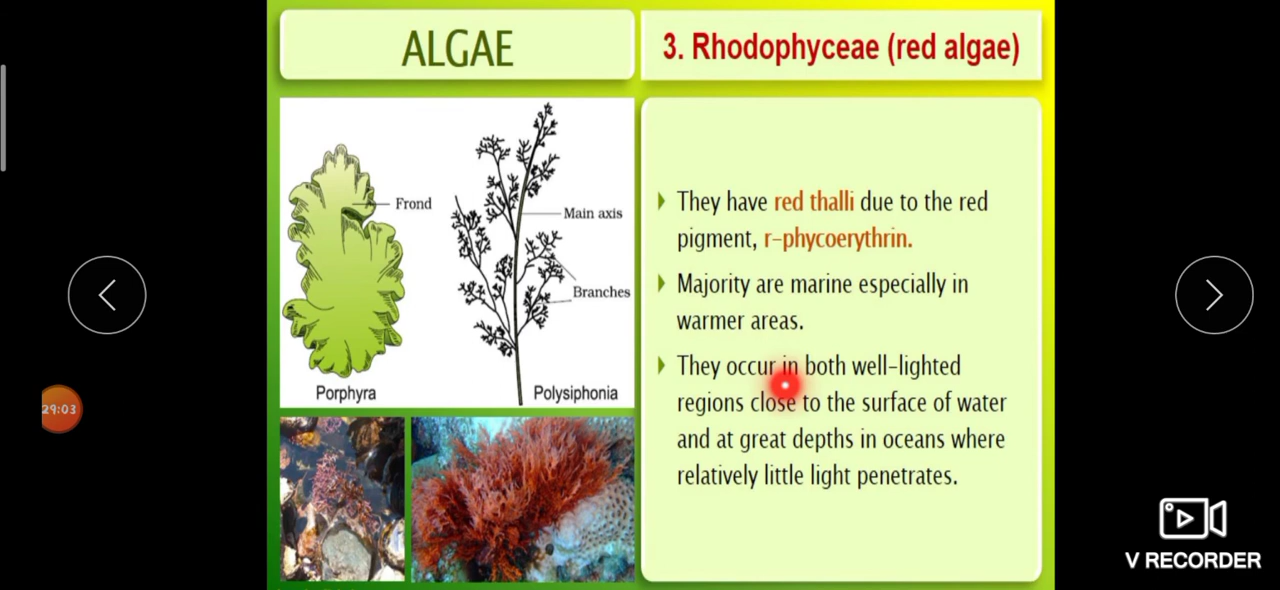 ALGAE
3. Rhodophyceae (red algae)
Frond
Main axis
Branches
Porphyra
Polysiphonia
They have red thalli due to the red
pigment, r-phycoerythrin.
Majority are marine especially in
warmer areas.
They occur in both well-lighted
regions close to the surface of water
and at great depths in oceans where
relatively little light penetrates.
29:03
V RECORDER